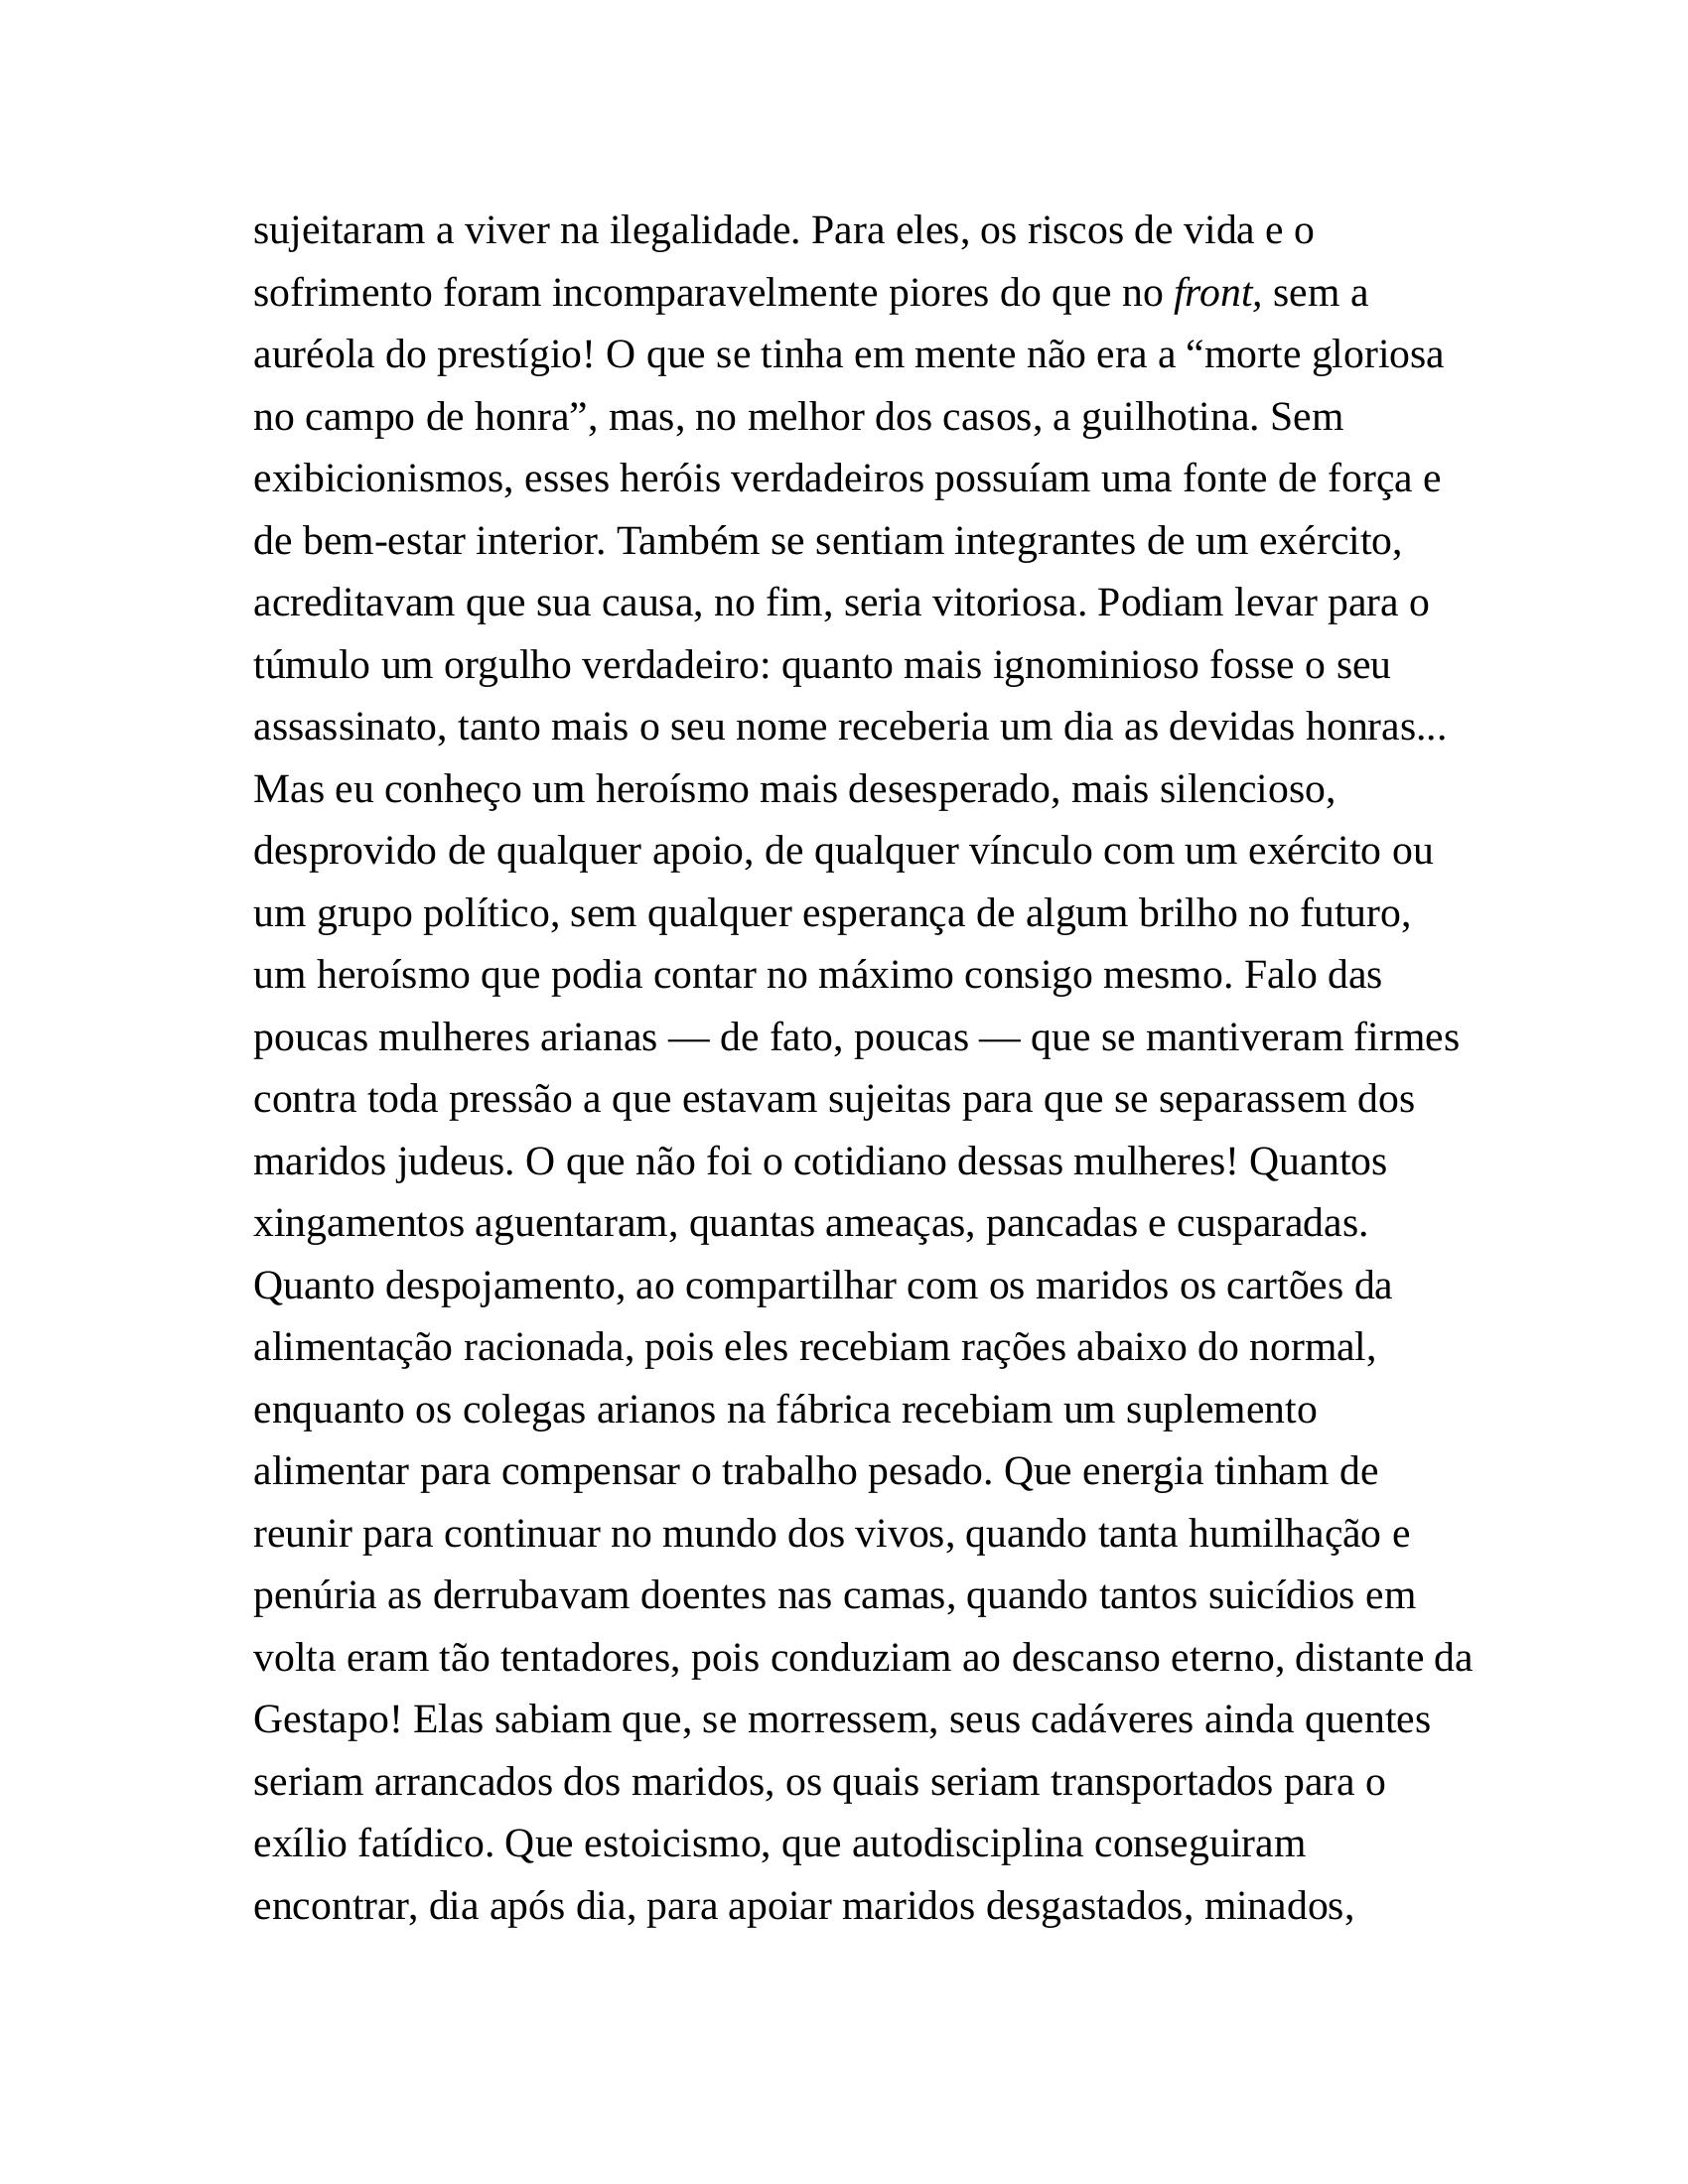 sujeitaram a viver na ilegalidade. Para eles, os riscos de vida e o
sofrimento foram incomparavelmente piores do que no front, sem a
auréola do prestígio! O que se tinha em mente não era a “morte gloriosa
no campo de honra”, mas, no melhor dos casos, a guilhotina. Sem
exibicionismos, esses heróis verdadeiros possuíam uma fonte de força e
de bem-estar interior. Também se sentiam integrantes de um exército,
acreditavam que sua causa, no fim, seria vitoriosa. Podiam levar para o
túmulo um orgulho verdadeiro: quanto mais ignominioso fosse o seu
assassinato, tanto mais o seu nome receberia um dia as devidas honras...
Mas eu conheço um heroísmo mais desesperado, mais silencioso,
desprovido de qualquer apoio, de qualquer vínculo com um exército ou
um grupo político, sem qualquer esperança de algum brilho no futuro,
um heroísmo que podia contar no máximo consigo mesmo. Falo das
poucas mulheres arianas — de fato, poucas — que se mantiveram firmes
contra toda pressão a que estavam sujeitas para que se separassem dos
maridos judeus. O que não foi o cotidiano dessas mulheres! Quantos
xingamentos aguentaram, quantas ameaças, pancadas e cusparadas.
Quanto despojamento, ao compartilhar com os maridos os cartões da
alimentação racionada, pois eles recebiam rações abaixo do normal,
enquanto os colegas arianos na fábrica recebiam um suplemento
alimentar para compensar o trabalho pesado. Que energia tinham de
reunir para continuar no mundo dos vivos, quando tanta humilhação e
penúria as derrubavam doentes nas camas, quando tantos suicídios em
volta eram tão tentadores, pois conduziam ao descanso eterno, distante da
Gestapo! Elas sabiam que, se morressem, seus cadáveres ainda quentes
seriam arrancados dos maridos, os quais seriam transportados para o
exílio fatídico. Que estoicismo, que autodisciplina conseguiram
encontrar, dia após dia, para apoiar maridos desgastados, minados,